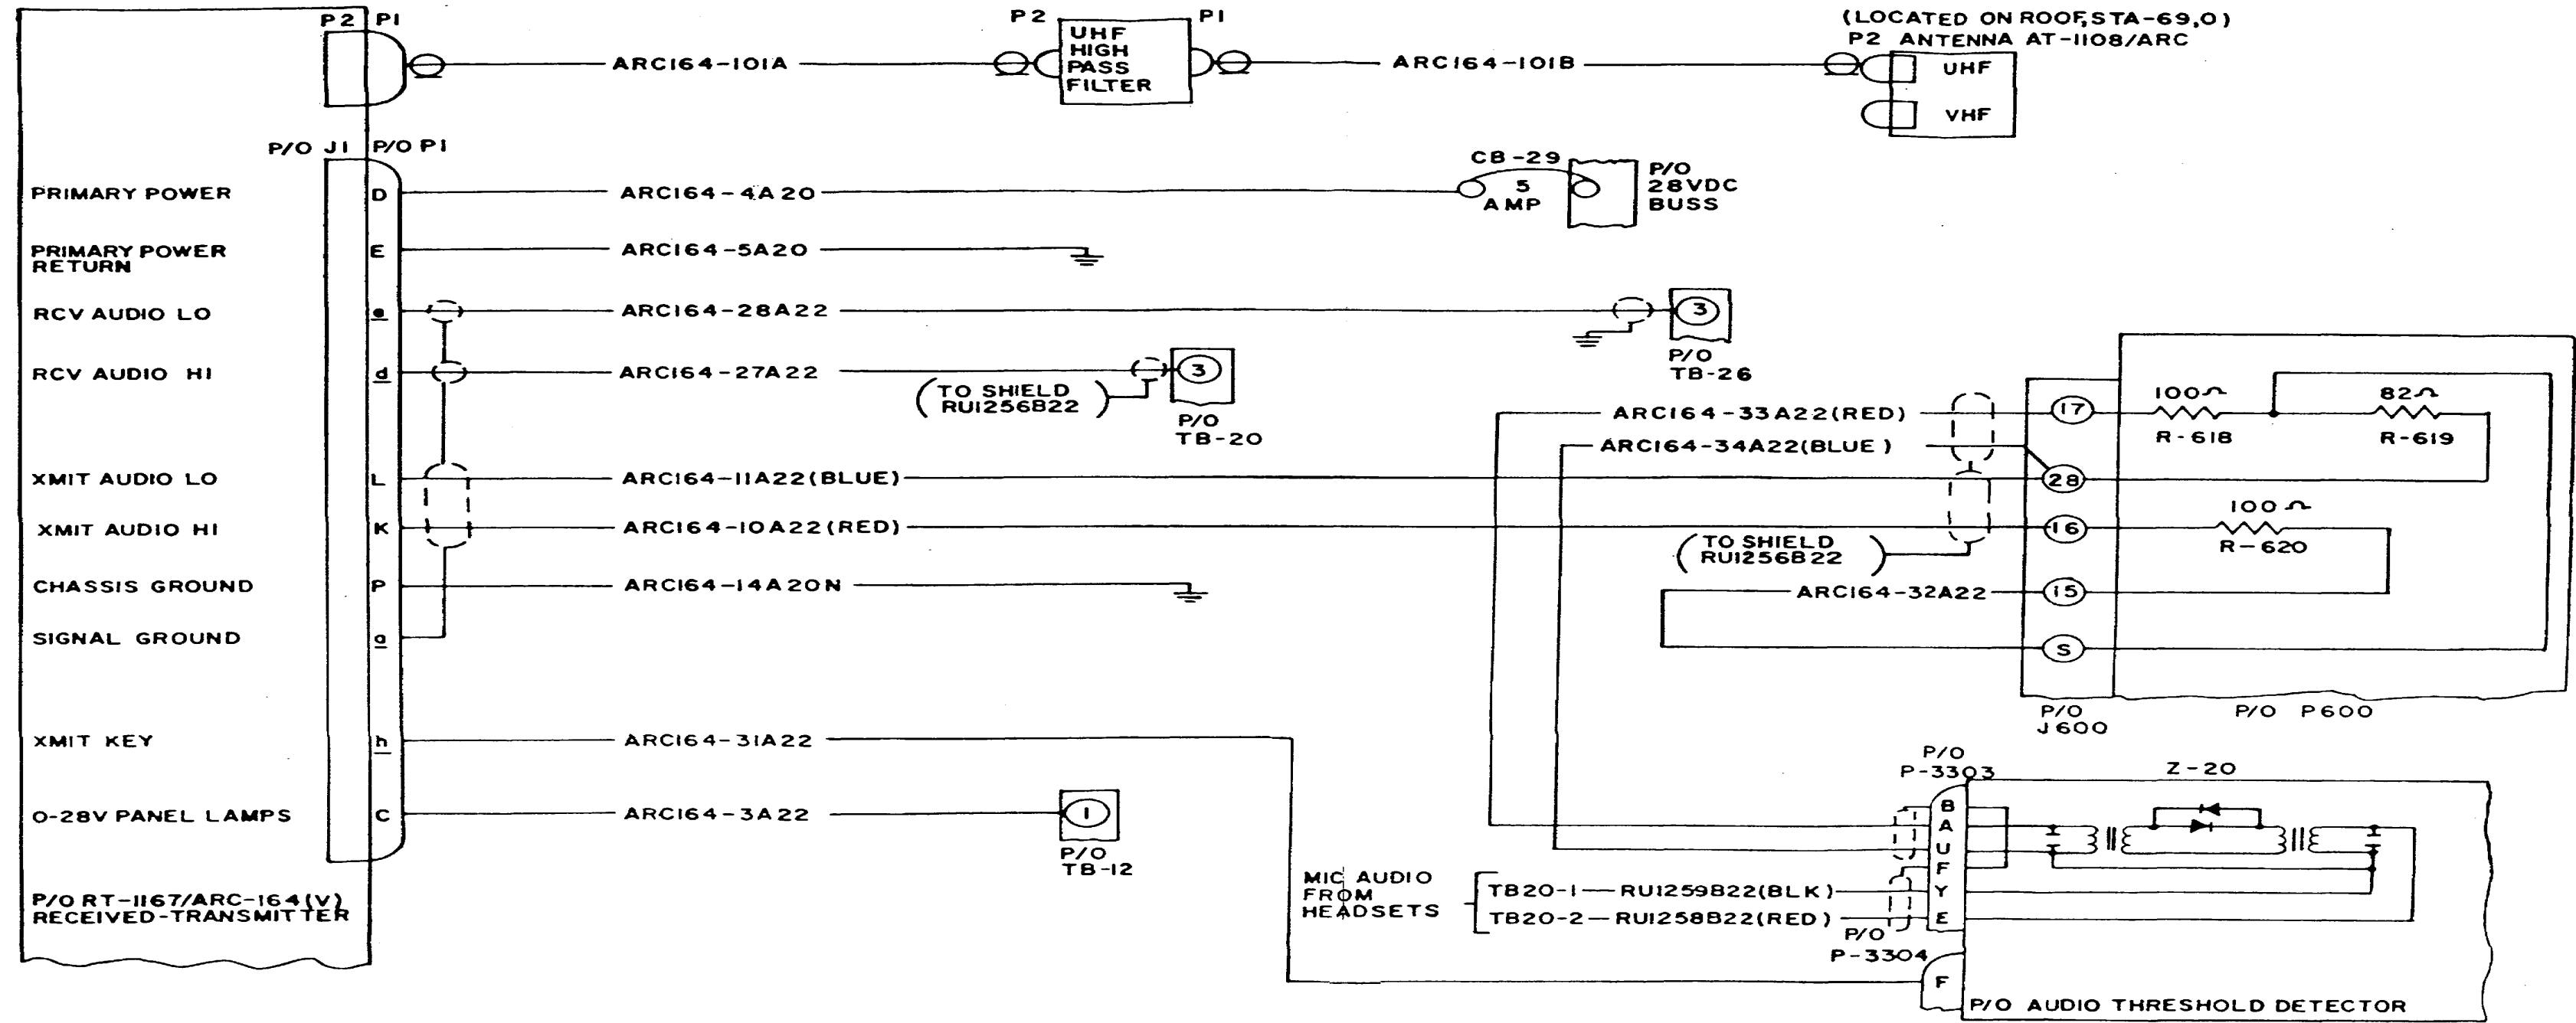 P2 P1
ARC164-101A
P2 P1
UHF
HIGH
PASS
FILTER
ARC164-101B
(LOCATED ON ROOF,STA-69,0)
P2 ANTENNA AT-1108/ARC
UHF
VHF
P/O J1 P/O P1
PRIMARY POWER D ARC164-4A20
CB-29
5
AMP
P/O
28VDC
BUSS
PRIMARY POWER
RETURN
E ARC164-5A20
RCV AUDIO LO e ARC164-28A22 3
P/O
TB-26
RCV AUDIO HI d ARC164-27A22 3
(TO SHIELD
RU1256B22)
P/O
TB-20
ARC164-33A22(RED) 17
100Ω
R-618
82Ω
R-619
ARC164-34A22(BLUE)
XMIT AUDIO LO L ARC164-11A22(BLUE) 28
XMIT AUDIO HI K ARC164-10A22(RED) 16
100Ω
R-620
(TO SHIELD
RU1256B22)
CHASSIS GROUND P ARC164-14A20N
ARC164-32A22 15
SIGNAL GROUND a
S
P/O
J600
P/O P600
XMIT KEY h ARC164-31A22
0-28V PANEL LAMPS C ARC164-3A22 1
P/O
TB-12
P/O
P-3303
Z-20
B
A
U
F
Y
E
MIC AUDIO
FROM
HEADSETS
TB20-1 RU1259B22(BLK)
TB20-2 RU1258B22(RED)
P/O
P-3304
F
P/O AUDIO THRESHOLD DETECTOR
P/O RT-1167/ARC-164(V)
RECEIVED-TRANSMITTER